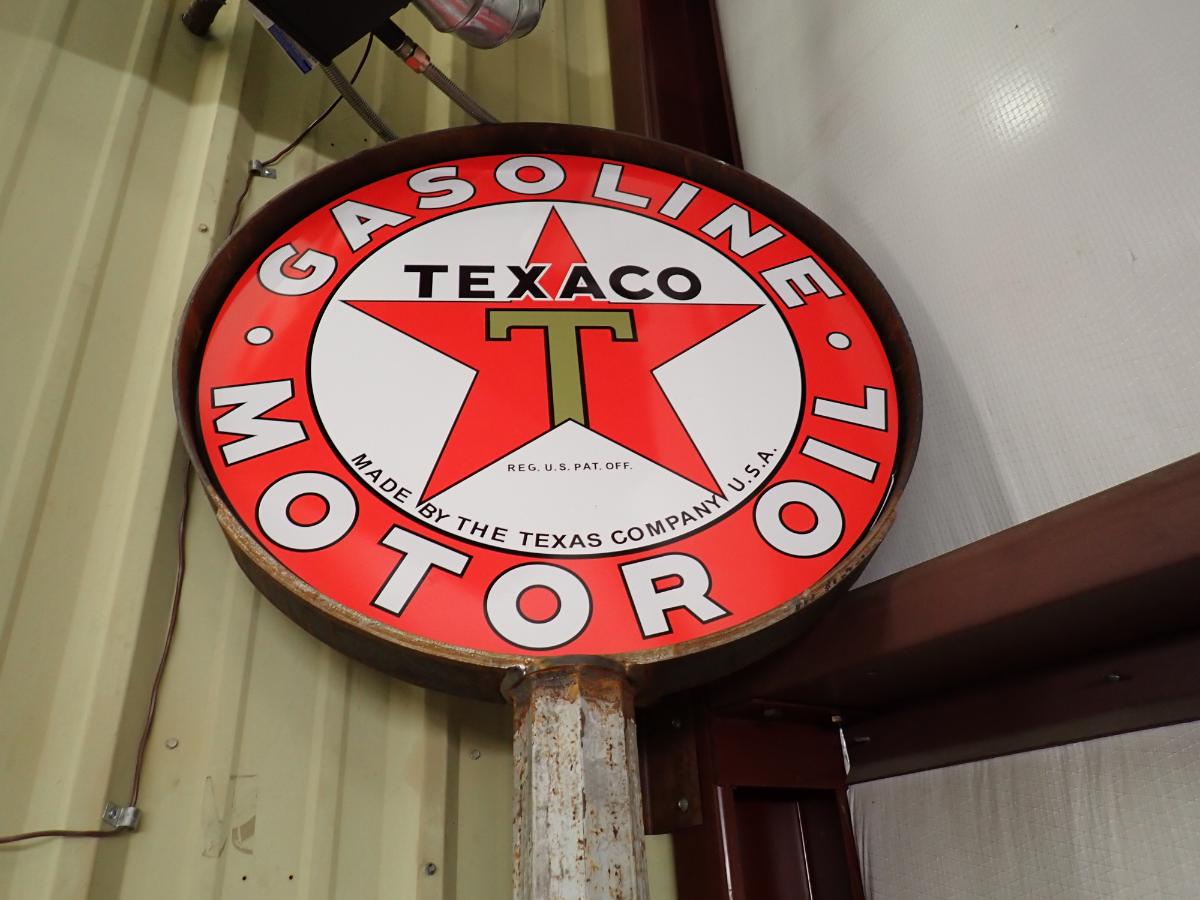 GASOLINE
TEXACO
T
REG. U.S. PAT. OFF.
MADE BY THE TEXAS COMPANY U.S.A.
• MOTOR OIL •